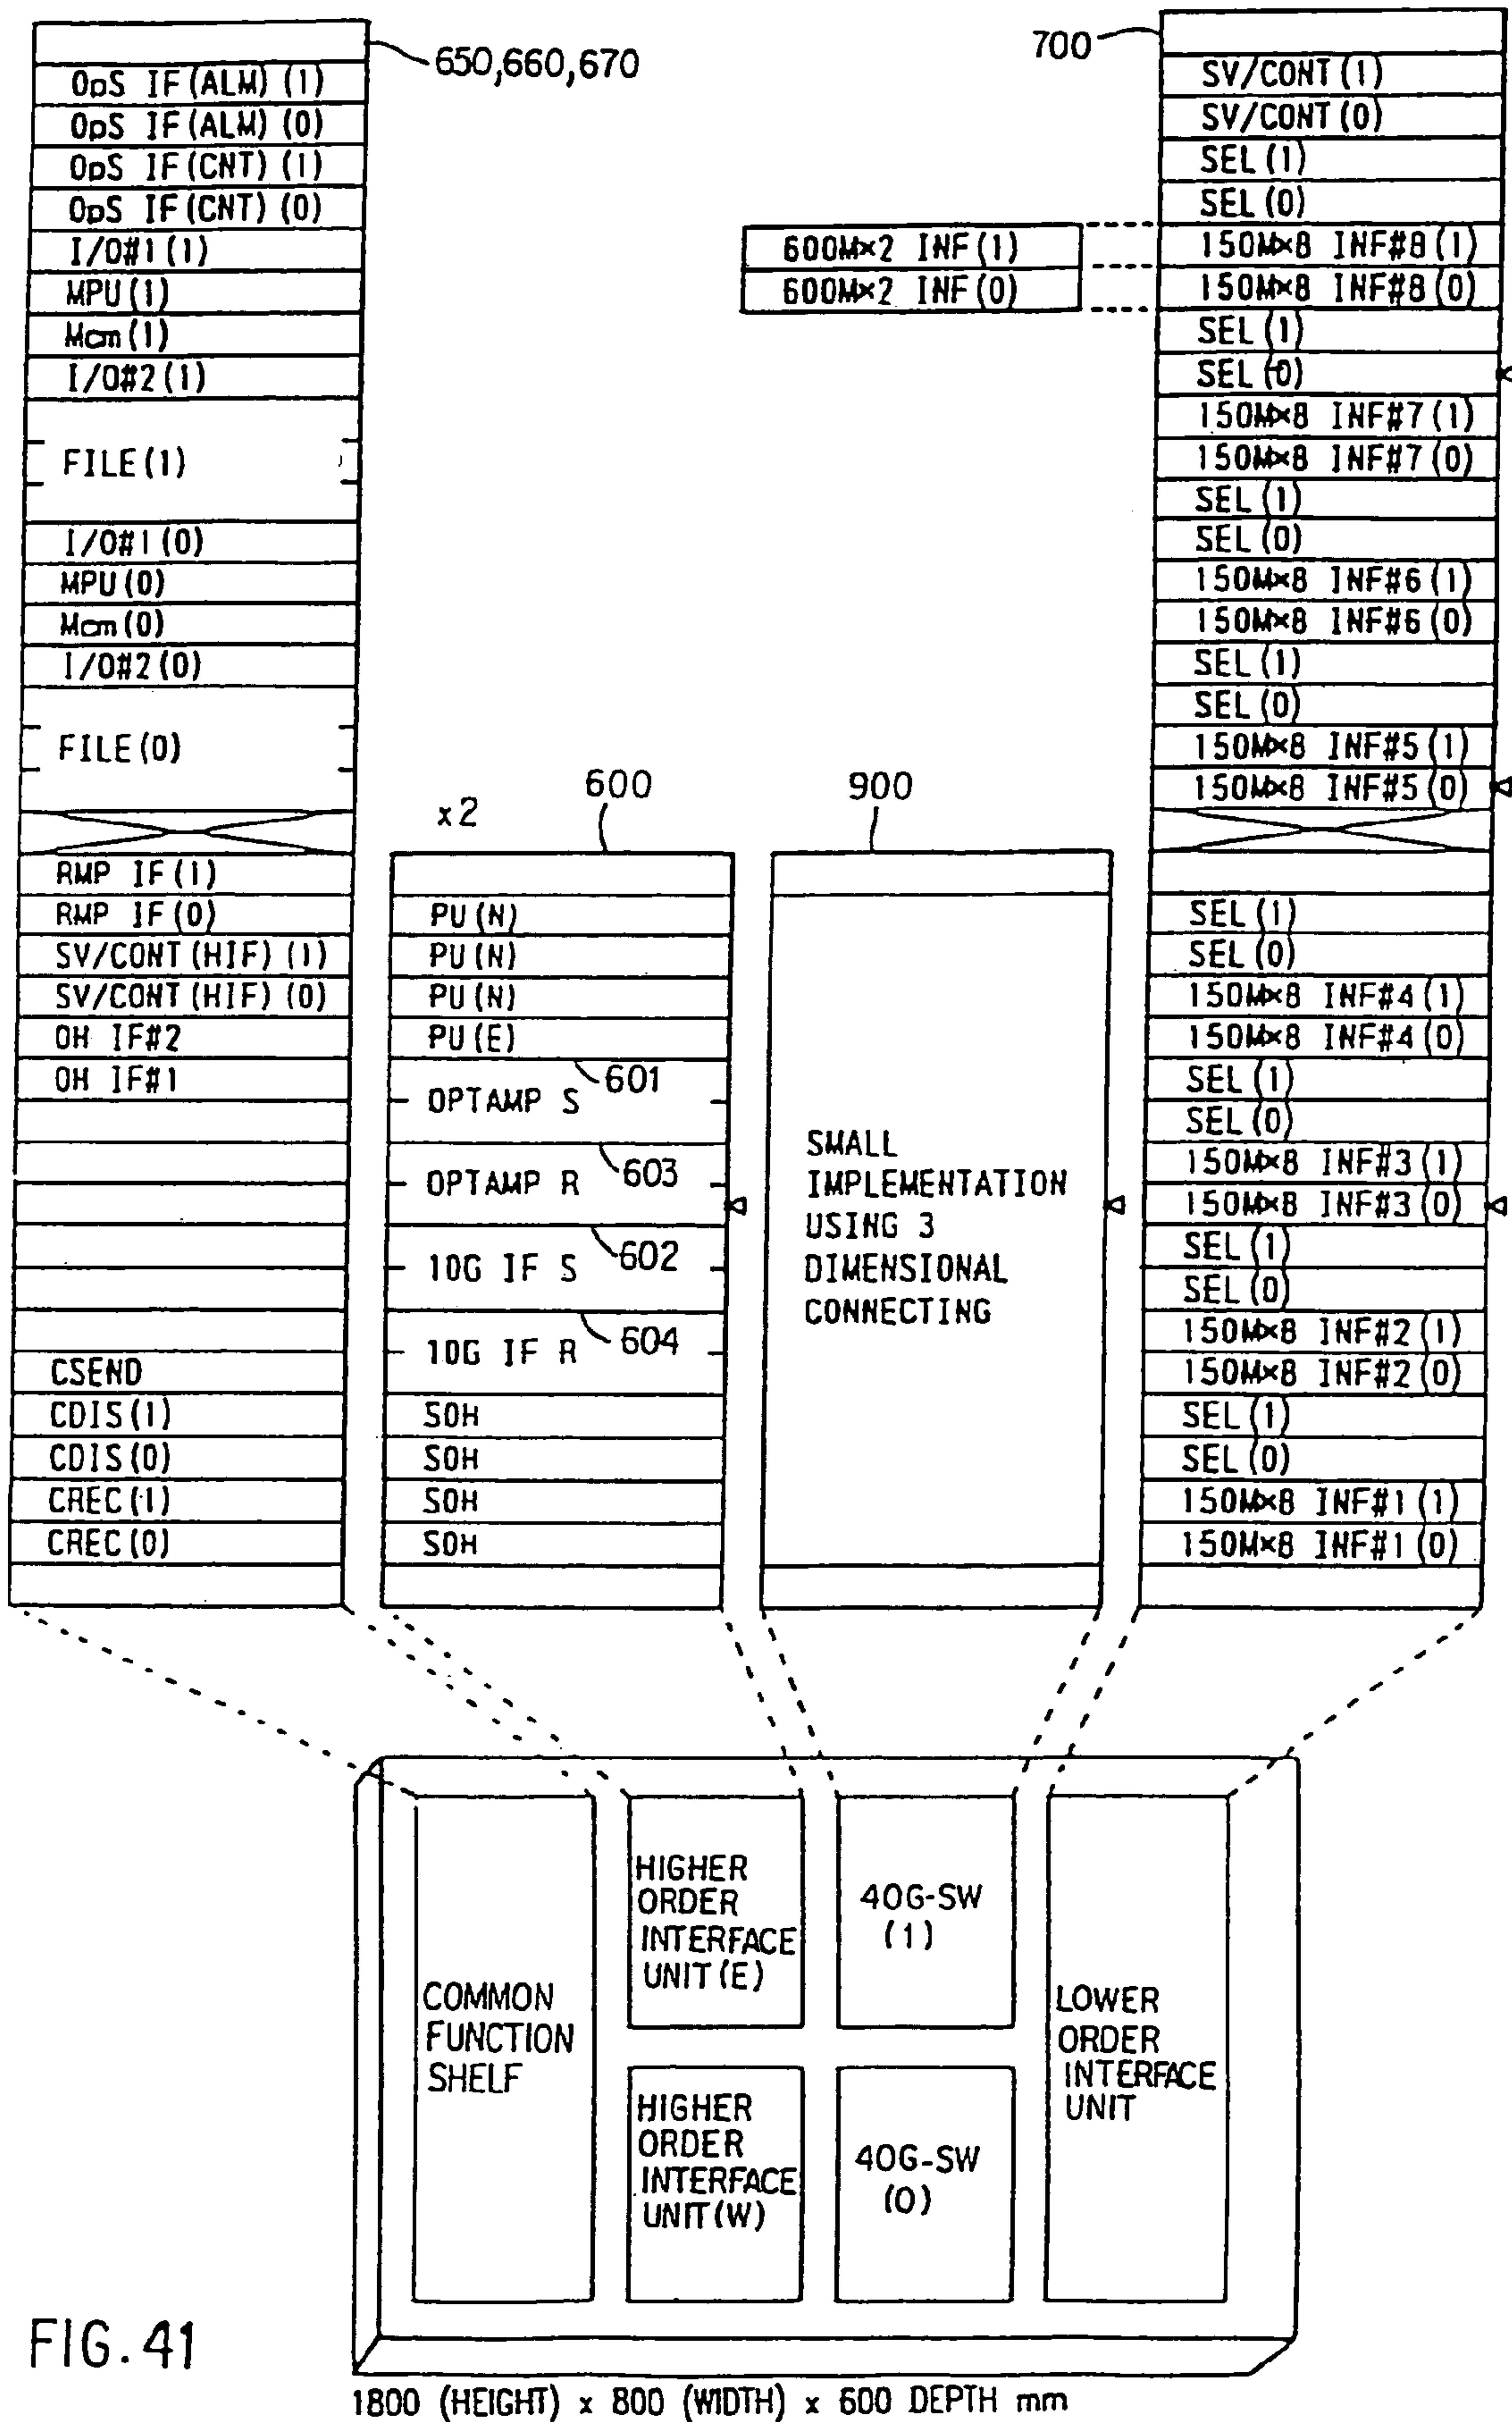 650,660,670
OpS IF(ALM)(1)
OpS IF(ALM)(0)
OpS IF(CNT)(1)
OpS IF(CNT)(0)
I/O#1(1)
MPU(1)
Mem(1)
I/O#2(1)
FILE(1)
I/O#1(0)
MPU(0)
Mem(0)
I/O#2(0)
FILE(0)
RMP IF(1)
RMP IF(0)
SV/CONT(HIF)(1)
SV/CONT(HIF)(0)
OH IF#2
OH IF#1
CSEND
CDIS(1)
CDIS(0)
CREC(1)
CREC(0)
x2
600
PU(N)
PU(N)
PU(N)
PU(E)
601
OPTAMP S
603
OPTAMP R
602
10G IF S
604
10G IF R
SOH
SOH
SOH
SOH
900
SMALL
IMPLEMENTATION
USING 3
DIMENSIONAL
CONNECTING
600M×2 INF(1)
600M×2 INF(0)
700
SV/CONT(1)
SV/CONT(0)
SEL(1)
SEL(0)
150M×8 INF#8(1)
150M×8 INF#8(0)
SEL(1)
SEL(0)
150M×8 INF#7(1)
150M×8 INF#7(0)
SEL(1)
SEL(0)
150M×8 INF#6(1)
150M×8 INF#6(0)
SEL(1)
SEL(0)
150M×8 INF#5(1)
150M×8 INF#5(0)
SEL(1)
SEL(0)
150M×8 INF#4(1)
150M×8 INF#4(0)
SEL(1)
SEL(0)
150M×8 INF#3(1)
150M×8 INF#3(0)
SEL(1)
SEL(0)
150M×8 INF#2(1)
150M×8 INF#2(0)
SEL(1)
SEL(0)
150M×8 INF#1(1)
150M×8 INF#1(0)
COMMON
FUNCTION
SHELF
HIGHER
ORDER
INTERFACE
UNIT(E)
HIGHER
ORDER
INTERFACE
UNIT(W)
40G-SW
(1)
40G-SW
(0)
LOWER
ORDER
INTERFACE
UNIT
FIG. 41
1800 (HEIGHT) x 800 (WIDTH) x 600 DEPTH mm